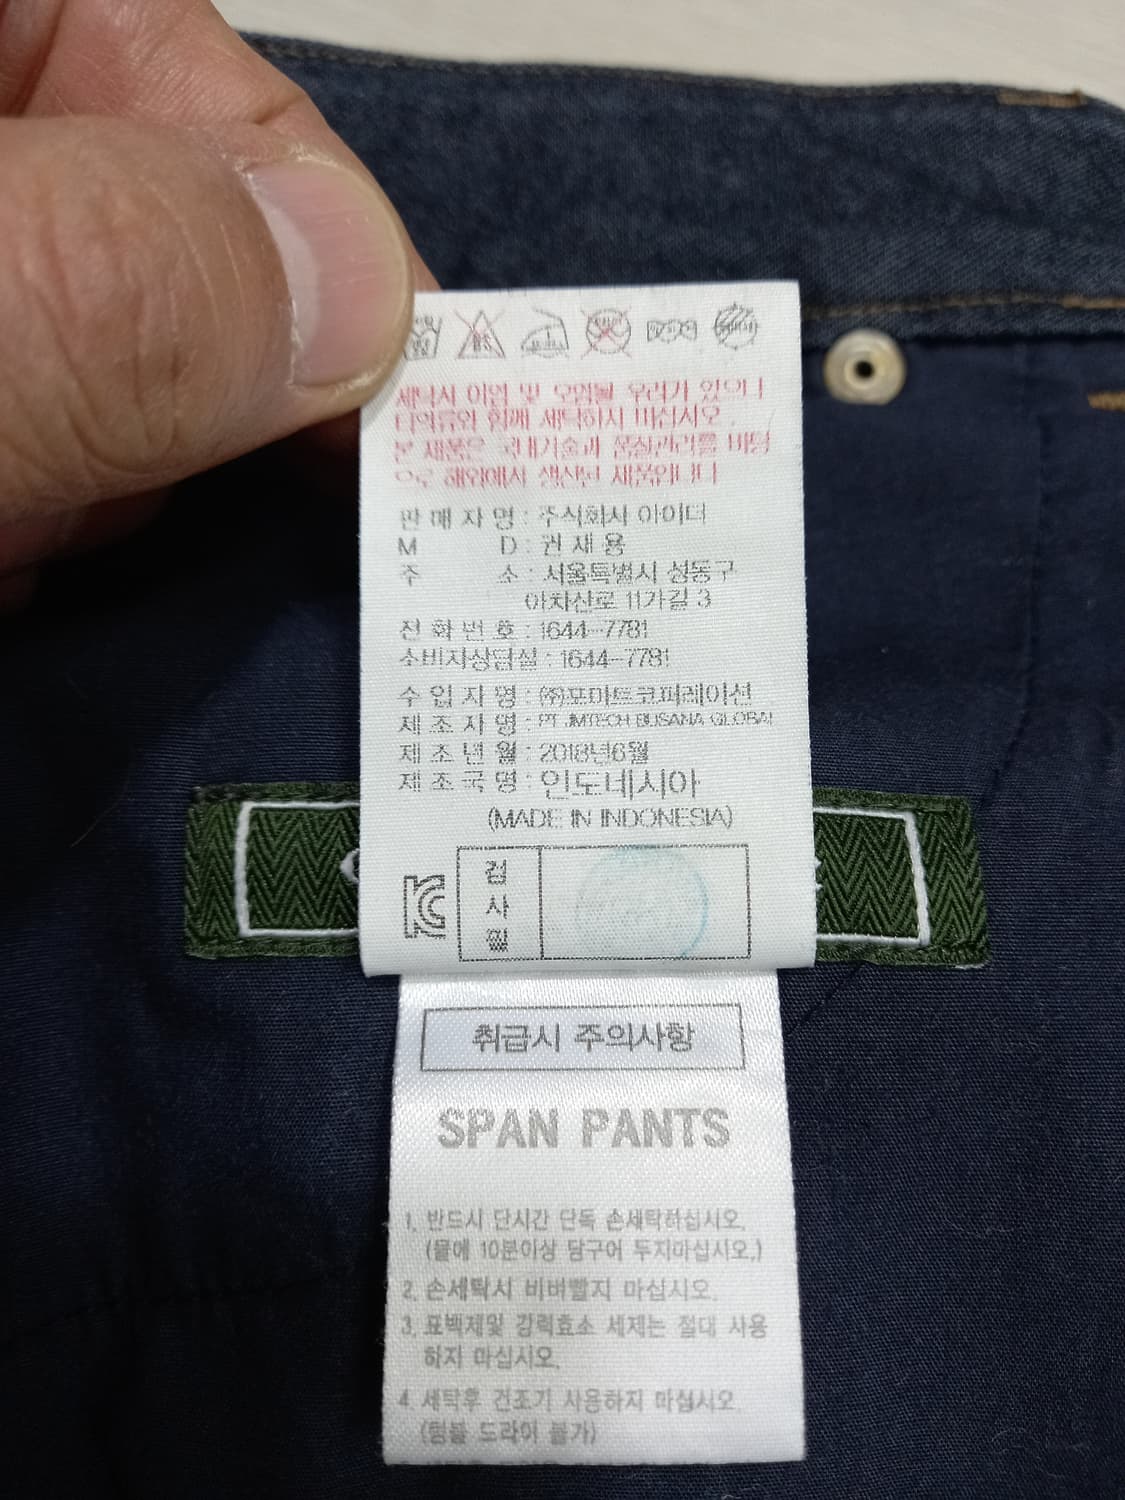 세탁시 이염 및 오염될 우려가 있으니
타의류와 함께 세탁하시 마십시오.
본 제품은 국내기술과 품실관리를 바탕
으로 해외에서 생산된 제품입니다
판 매 자 명 : 주식회사 아이더
M D : 권 재 용
주 소 : 서울특별시 성동구
아차산로 11가길 3
전 화 번 호 : 1644-7781
소비자상담실 : 1644-7781
수 입 자 명 : ㈜포마트코퍼레이션
제 조 자 명 : PT. JIMTECH BUSANA GLOBAL
제 조 년 월 : 2018년6월
제 조 국 명 : 인도네시아
(MADE IN INDONESIA)
KC
검
사
필
취급시 주의사항
SPAN PANTS
1. 반드시 단시간 단독 손세탁하십시오.
(물에 10분이상 담구어 두지마십시오.)
2. 손세탁시 비벼빨지 마십시오.
3. 표백제및 강력효소 세제는 절대 사용
하지 마십시오.
4. 세탁후 건조기 사용하지 마십시오.
(텀블 드라이 불가)